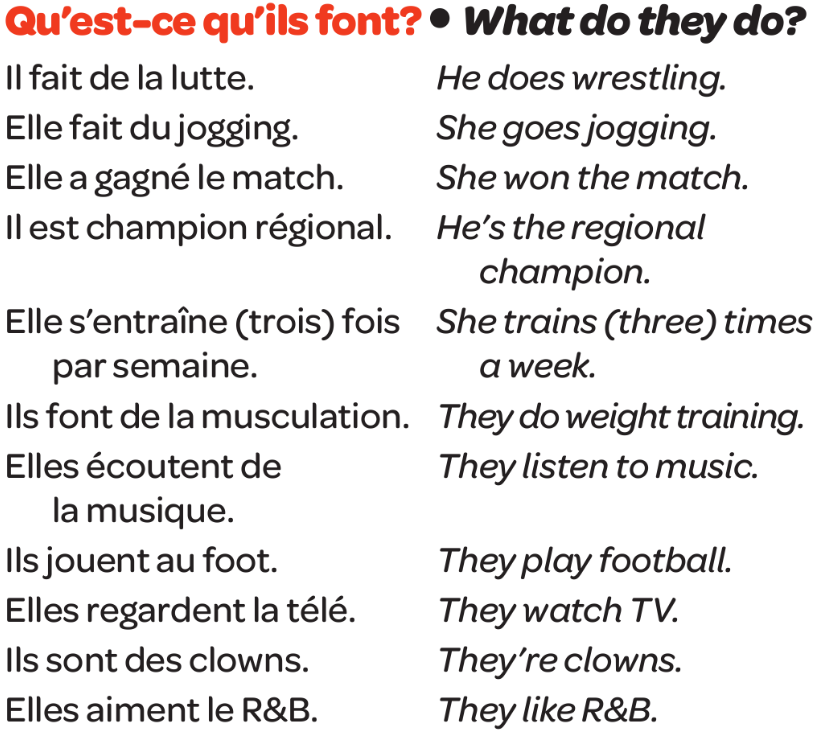 Qu'est-ce qu'ils font? • What do they do?
Il fait de la lutte. He does wrestling.
Elle fait du jogging. She goes jogging.
Elle a gagné le match. She won the match.
Il est champion régional. He's the regional
champion.
Elle s'entraîne (trois) fois She trains (three) times
par semaine. a week.
Ils font de la musculation. They do weight training.
Elles écoutent de They listen to music.
la musique.
Ils jouent au foot. They play football.
Elles regardent la télé. They watch TV.
Ils sont des clowns. They're clowns.
Elles aiment le R&B. They like R&B.